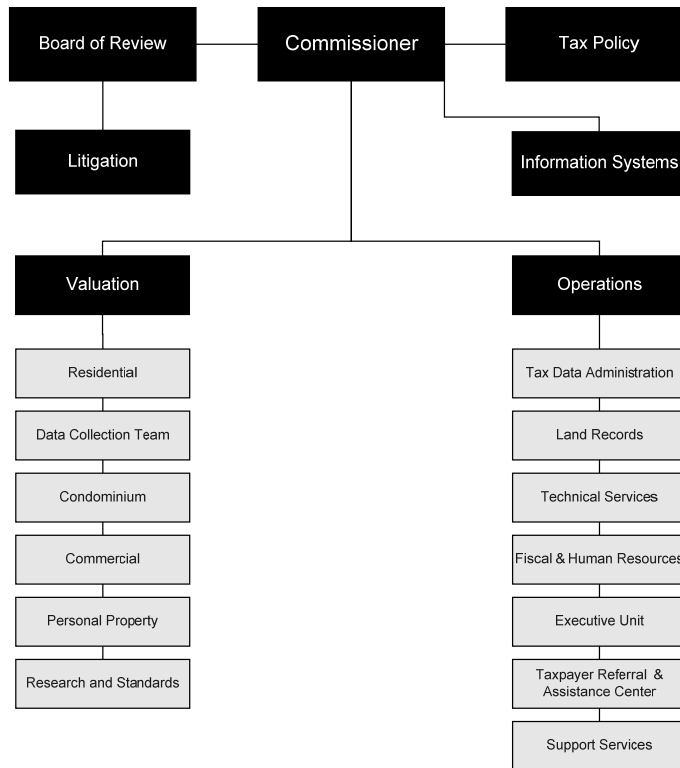 Board of Review
Commissioner
Tax Policy
Litigation
Information Systems
Valuation
Operations
Residential
Data Collection Team
Condominium
Commercial
Personal Property
Research and Standards
Tax Data Administration
Land Records
Technical Services
Fiscal & Human Resources
Executive Unit
Taxpayer Referral &
Assistance Center
Support Services